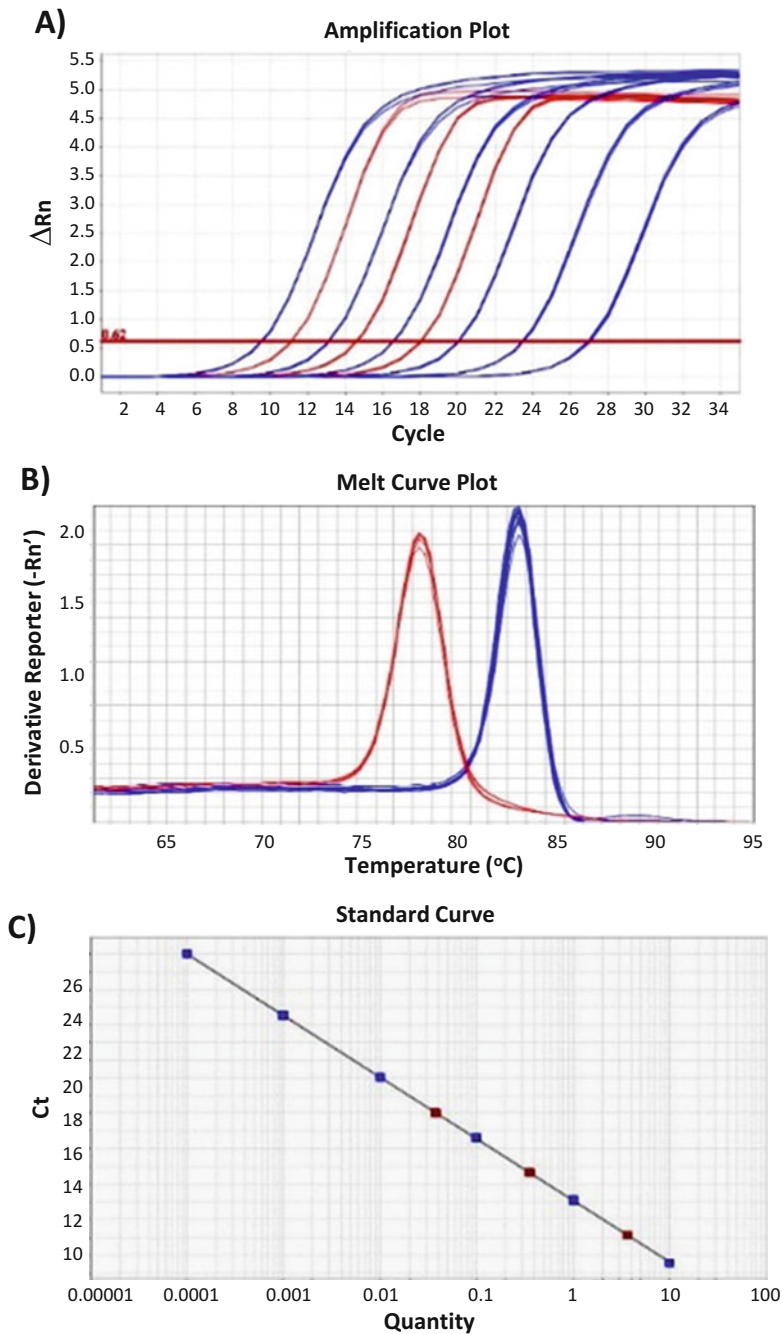 A)
Amplification Plot
5.5
5.0
4.5
4.0
3.5
3.0
2.5
2.0
1.5
1.0
0.5
0.0
ΔRn
0.62
2 4 6 8 10 12 14 16 18 20 22 24 26 28 30 32 34
Cycle
B)
Melt Curve Plot
2.0
1.5
1.0
0.5
Derivative Reporter (-Rn')
65 70 75 80 85 90 95
Temperature (°C)
C)
Standard Curve
26
24
22
20
18
16
14
12
10
Ct
0.00001 0.0001 0.001 0.01 0.1 1 10 100
Quantity